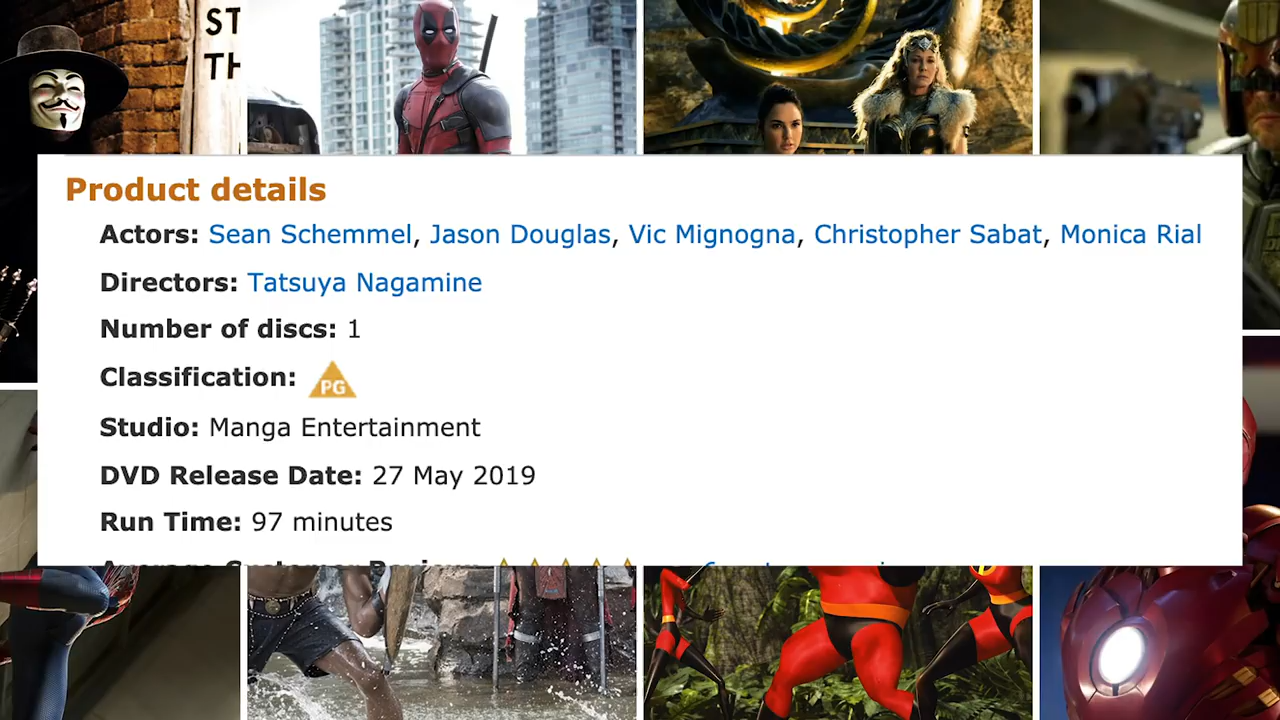 ST
TH
Product details
Actors: Sean Schemmel, Jason Douglas, Vic Mignogna, Christopher Sabat, Monica Rial
Directors: Tatsuya Nagamine
Number of discs: 1
Classification: PG
Studio: Manga Entertainment
DVD Release Date: 27 May 2019
Run Time: 97 minutes